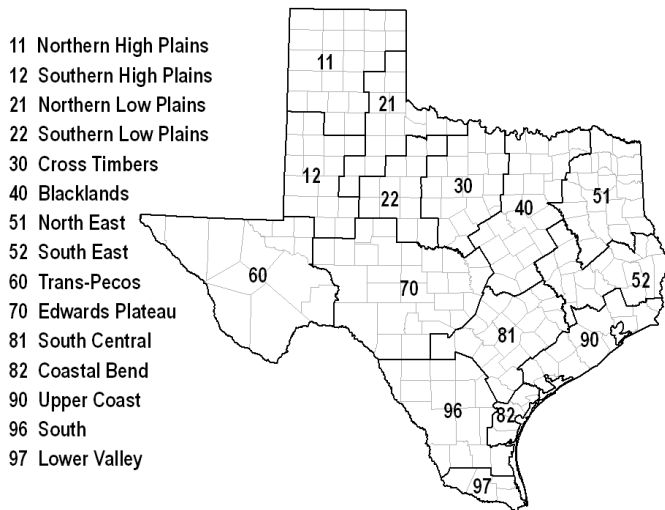 11 Northern High Plains
12 Southern High Plains
21 Northern Low Plains
22 Southern Low Plains
30 Cross Timbers
40 Blacklands
51 North East
52 South East
60 Trans-Pecos
70 Edwards Plateau
81 South Central
82 Coastal Bend
90 Upper Coast
96 South
97 Lower Valley
11
21
12
22
30
40
51
60
70
52
81
90
96
82
97